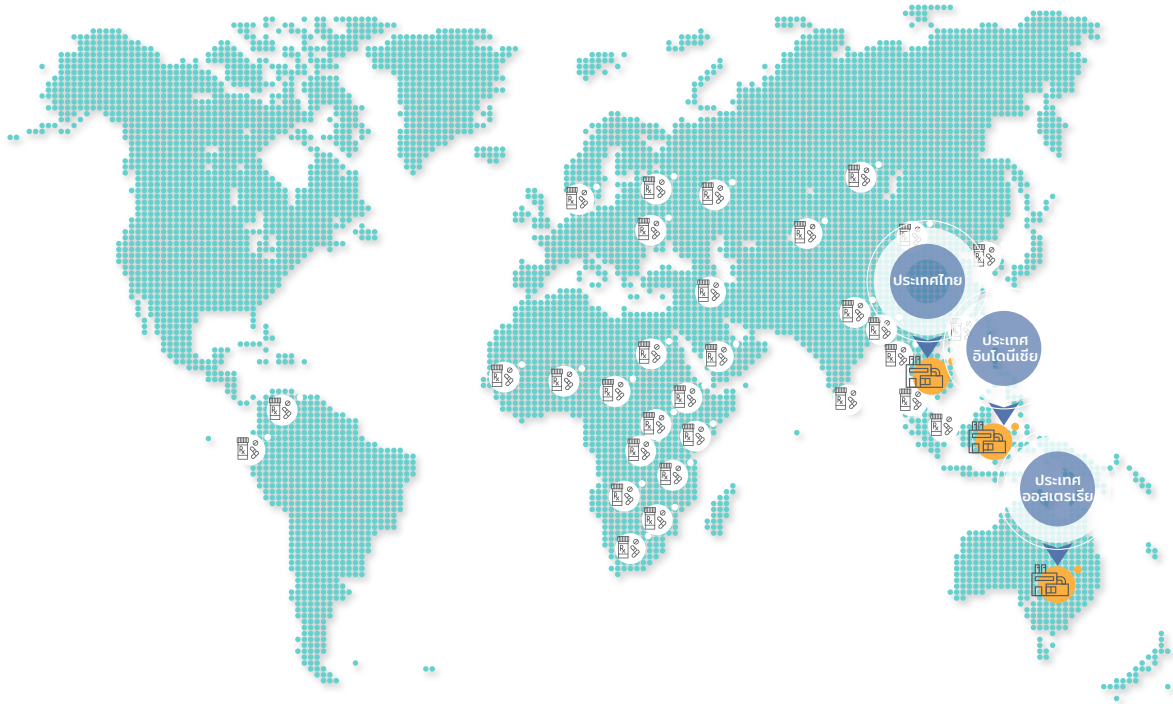 ประเทศไทย
ประเทศ
อินโดนีเซีย
ประเทศ
ออสเตรเรีย